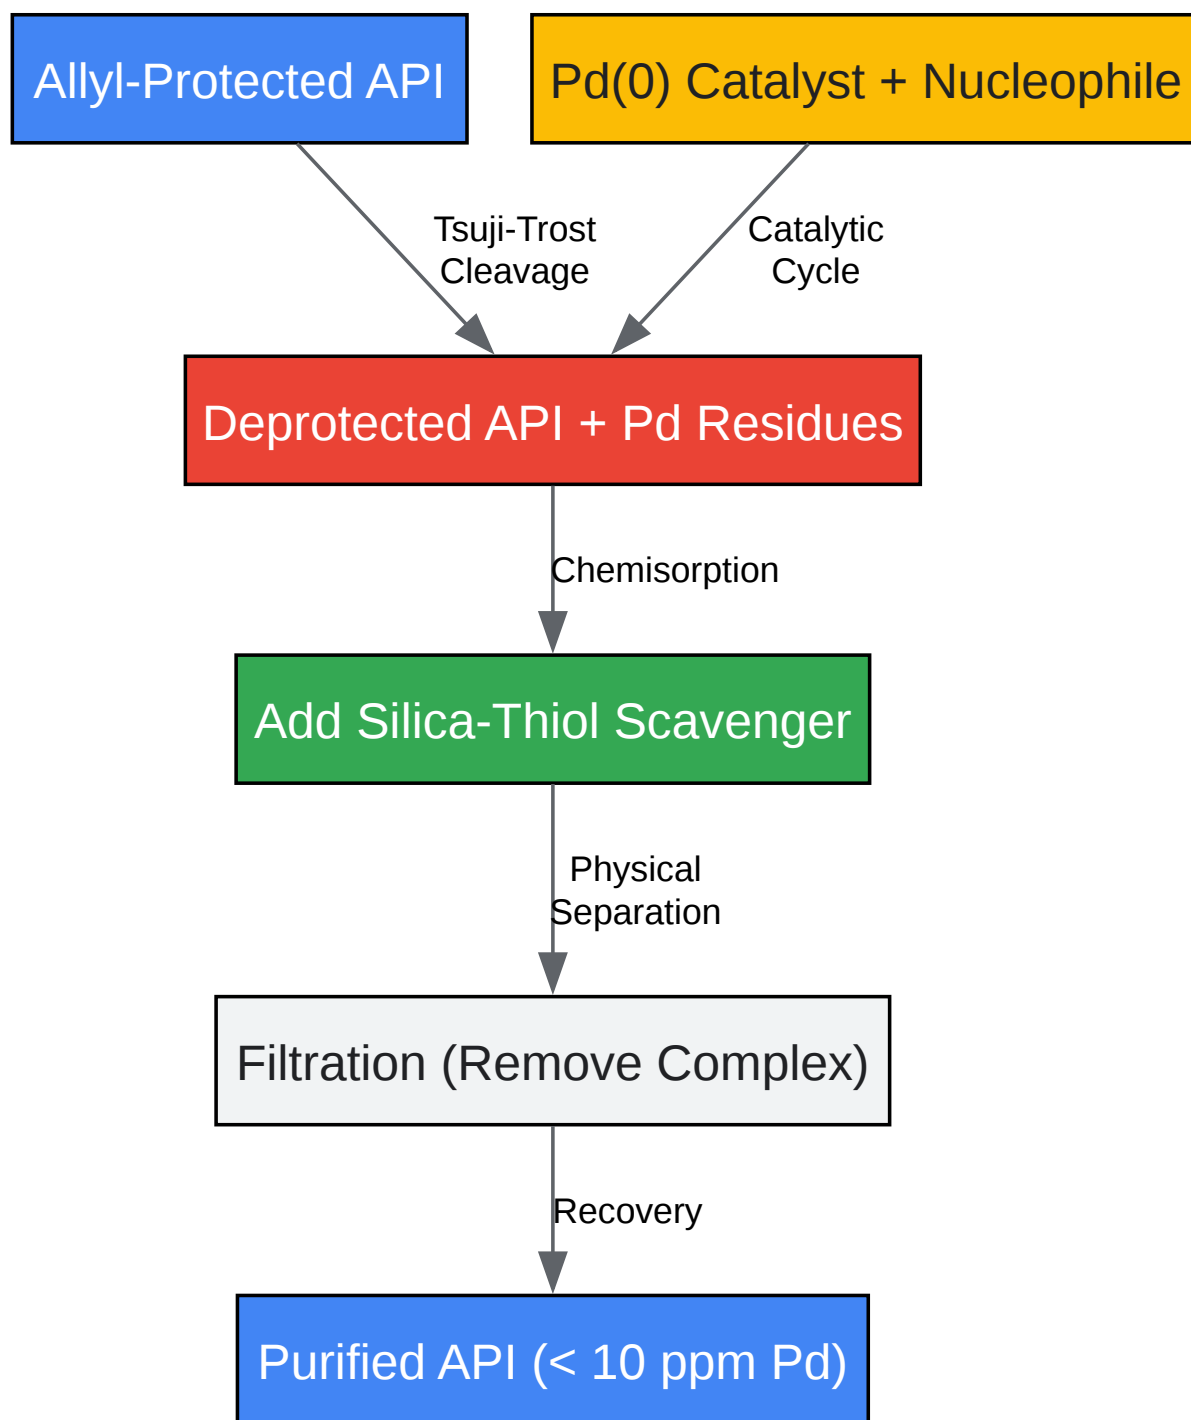 Allyl-Protected API
Pd(0) Catalyst + Nucleophile
Tsuji-Trost
Cleavage
Catalytic
Cycle
Deprotected API + Pd Residues
Chemisorption
Add Silica-Thiol Scavenger
Physical
Separation
Filtration (Remove Complex)
Recovery
Purified API (< 10 ppm Pd)